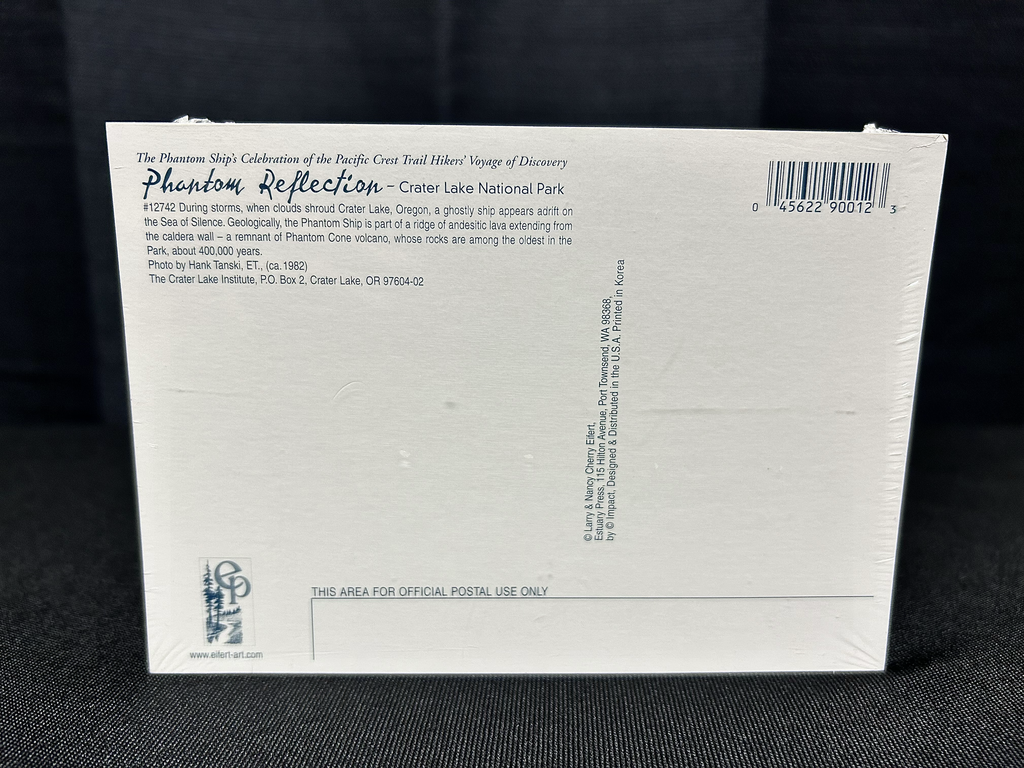 The Phantom Ship's Celebration of the Pacific Crest Trail Hikers' Voyage of Discovery
Phantom Reflection – Crater Lake National Park
#12742 During storms, when clouds shroud Crater Lake, Oregon, a ghostly ship appears adrift on
the Sea of Silence. Geologically, the Phantom Ship is part of a ridge of andesitic lava extending from
the caldera wall – a remnant of Phantom Cone volcano, whose rocks are among the oldest in the
Park, about 400,000 years.
Photo by Hank Tanski, ET., (ca. 1982)
The Crater Lake Institute, P.O. Box 2, Crater Lake, OR 97604-02
0 45622 90012 3
© Larry & Nancy Cherry Eifert,
Estuary Press, 115 Hilton Avenue, Port Townsend, WA 98368,
by © Impact, Designed & Distributed in the U.S.A. Printed in Korea
ep
www.eifert-art.com
THIS AREA FOR OFFICIAL POSTAL USE ONLY